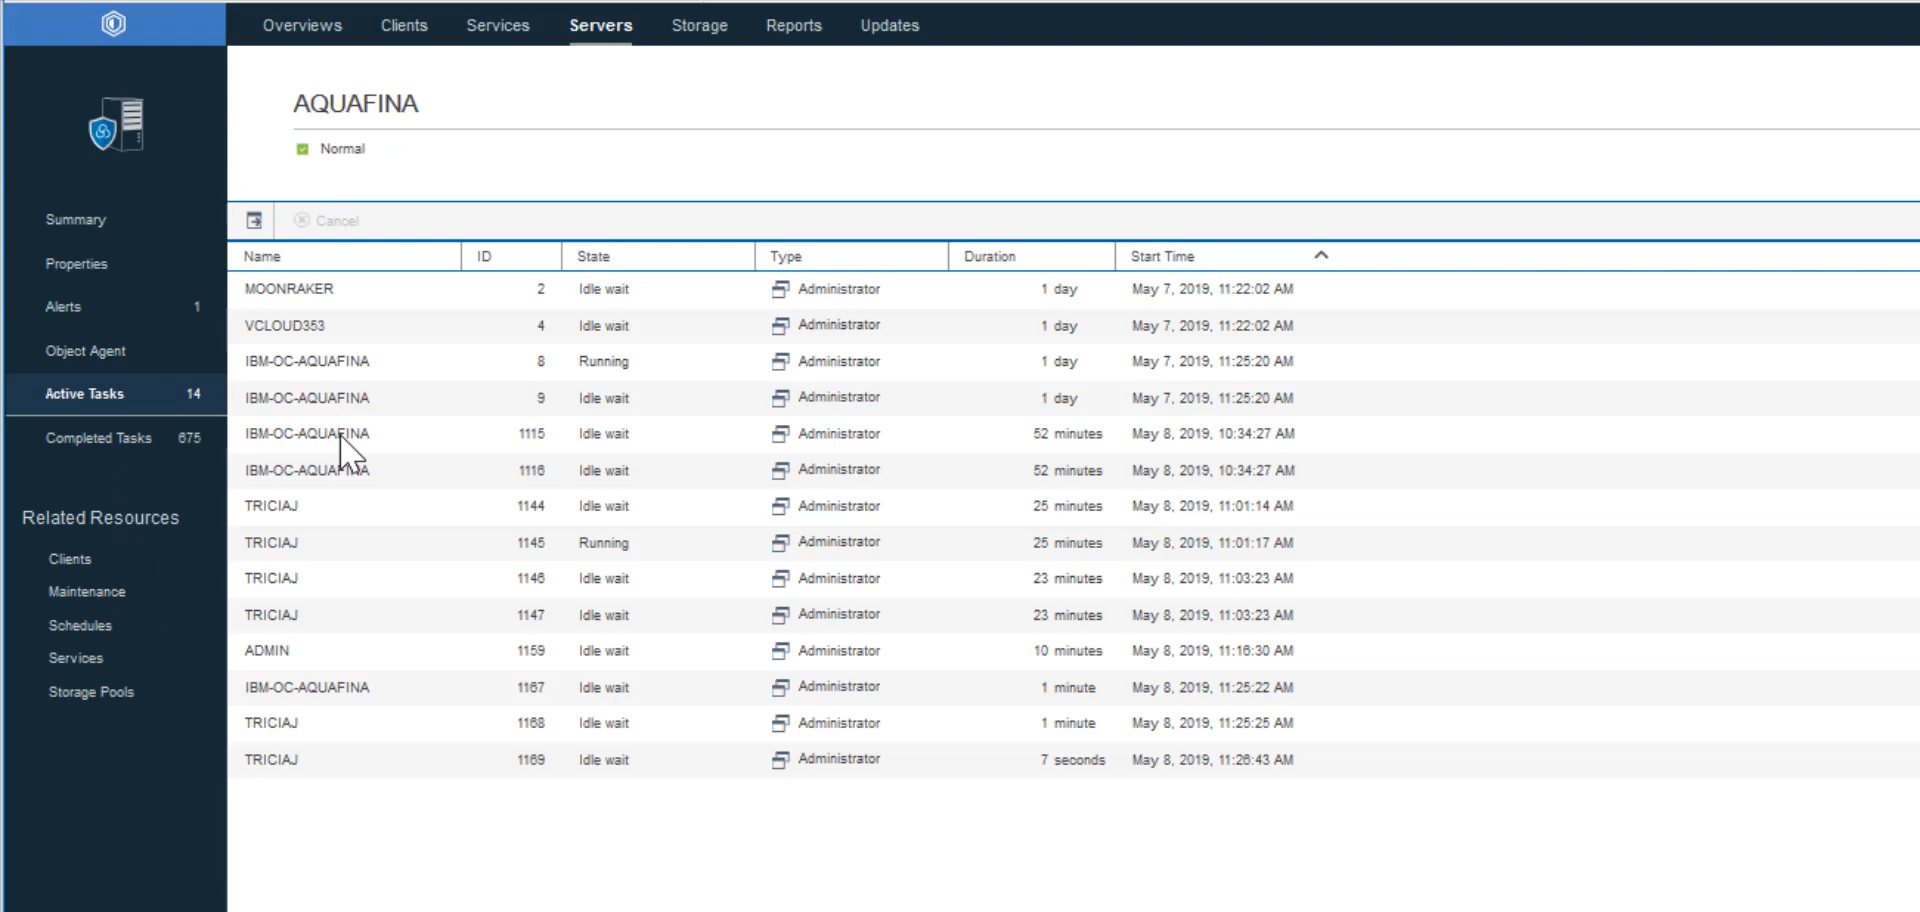 Overviews Clients Services Servers Storage Reports Updates
AQUAFINA
Normal
Summary
Properties
Alerts 1
Object Agent
Active Tasks 14
Completed Tasks 675
Related Resources
Clients
Maintenance
Schedules
Services
Storage Pools
Cancel
Name ID State Type Duration Start Time
MOONRAKER 2 Idle wait Administrator 1 day May 7, 2019, 11:22:02 AM
VCLOUD353 4 Idle wait Administrator 1 day May 7, 2019, 11:22:02 AM
IBM-OC-AQUAFINA 8 Running Administrator 1 day May 7, 2019, 11:25:20 AM
IBM-OC-AQUAFINA 9 Idle wait Administrator 1 day May 7, 2019, 11:25:20 AM
IBM-OC-AQUAFINA 1115 Idle wait Administrator 52 minutes May 8, 2019, 10:34:27 AM
IBM-OC-AQUAFINA 1116 Idle wait Administrator 52 minutes May 8, 2019, 10:34:27 AM
TRICIAJ 1144 Idle wait Administrator 25 minutes May 8, 2019, 11:01:14 AM
TRICIAJ 1145 Running Administrator 25 minutes May 8, 2019, 11:01:17 AM
TRICIAJ 1146 Idle wait Administrator 23 minutes May 8, 2019, 11:03:23 AM
TRICIAJ 1147 Idle wait Administrator 23 minutes May 8, 2019, 11:03:23 AM
ADMIN 1159 Idle wait Administrator 10 minutes May 8, 2019, 11:16:30 AM
IBM-OC-AQUAFINA 1167 Idle wait Administrator 1 minute May 8, 2019, 11:25:22 AM
TRICIAJ 1168 Idle wait Administrator 1 minute May 8, 2019, 11:25:25 AM
TRICIAJ 1169 Idle wait Administrator 7 seconds May 8, 2019, 11:26:43 AM